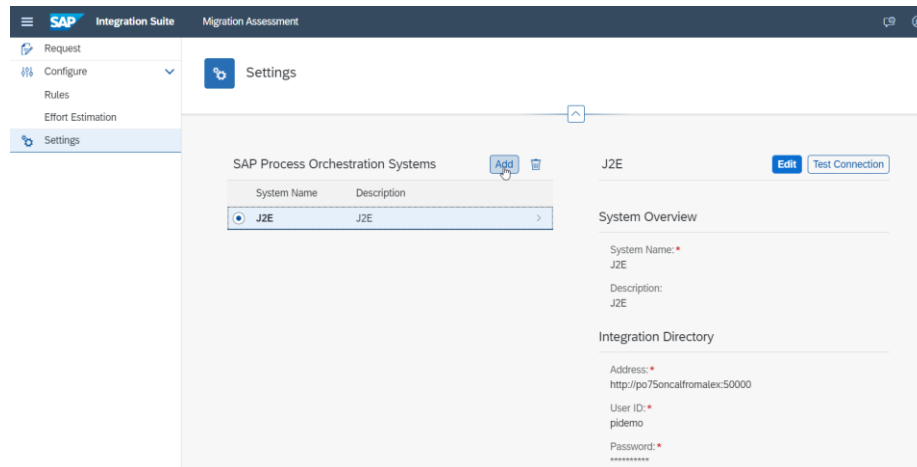 SAP Integration Suite Migration Assessment
Request
Configure
Rules
Effort Estimation
Settings
Settings
SAP Process Orchestration Systems Add
System Name Description
J2E J2E
J2E Edit Test Connection
System Overview
System Name:*
J2E
Description:
J2E
Integration Directory
Address:*
http://po75oncalfromalex:50000
User ID:*
pidemo
Password:*
**********